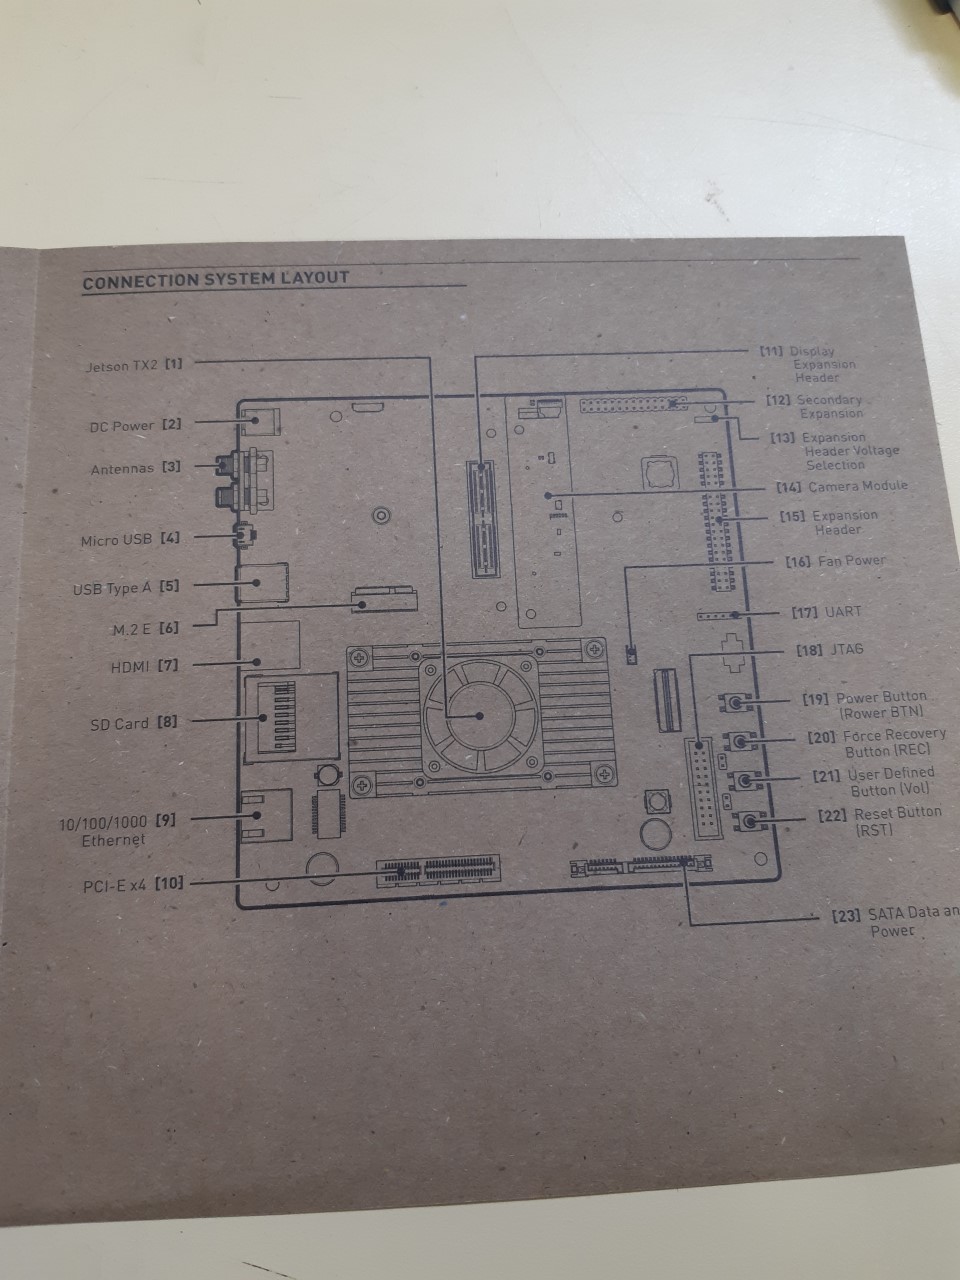 CONNECTION SYSTEM LAYOUT
Jetson TX2 [1]
DC Power [2]
Antennas [3]
Micro USB [4]
USB Type A [5]
M.2 E [6]
HDMI [7]
SD Card [8]
10/100/1000 [9]
Ethernet
PCI-E x4 [10]
[11] Display
Expansion
Header
[12] Secondary
Expansion
[13] Expansion
Header Voltage
Selection
[14] Camera Module
[15] Expansion
Header
[16] Fan Power
[17] UART
[18] JTAG
[19] Power Button
(Rower BTN)
[20] Force Recovery
Button (REC)
[21] User Defined
Button (Vol)
[22] Reset Button
(RST)
[23] SATA Data an
Power